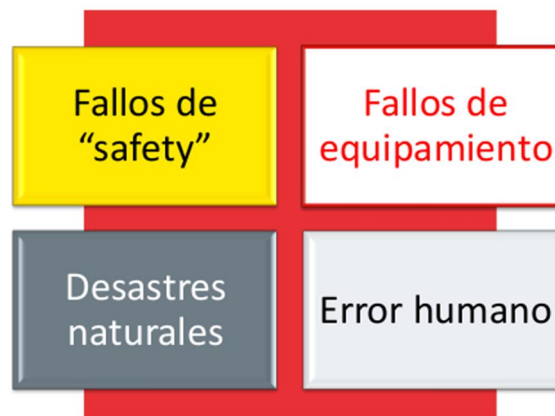 Fallos de
“safety”
Fallos de
equipamiento
Desastres
naturales
Error humano